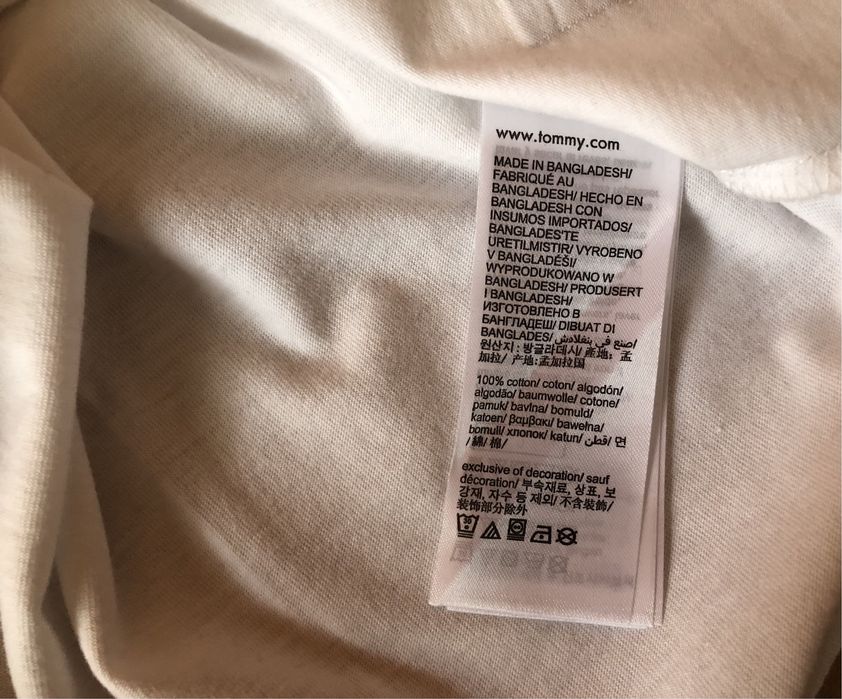 www.tommy.com
MADE IN BANGLADESH/
FABRIQUÉ AU
BANGLADESH/ HECHO EN
BANGLADESH CON
INSUMOS IMPORTADOS/
BANGLADES'TE
URETILMISTIR/ VYROBENO
V BANGLADÉŠI/
WYPRODUKOWANO W
BANGLADESH/ PRODUSERT
I BANGLADESH/
ИЗГОТОВЛЕНО В
БАНГЛАДЕШ/ DIBUAT DI
BANGLADES/ صنع في بنغلادش/
원산지: 방글라데시/ 產地: 孟
加拉/ 产地:孟加拉国
100% cotton/ coton/ algodón/
algodão/ baumwolle/ cotone/
pamuk/ bavlna/ bomuld/
katoen/ βαμβακι/ bawełna/
bomull/ хлопок/ katun/ قطن/ 면
/ 綿/ 棉/
exclusive of decoration/ sauf
décoration/ 부속재료, 상표, 보
강재, 자수 등 제외/ 不含裝飾/
装饰部分除外
30